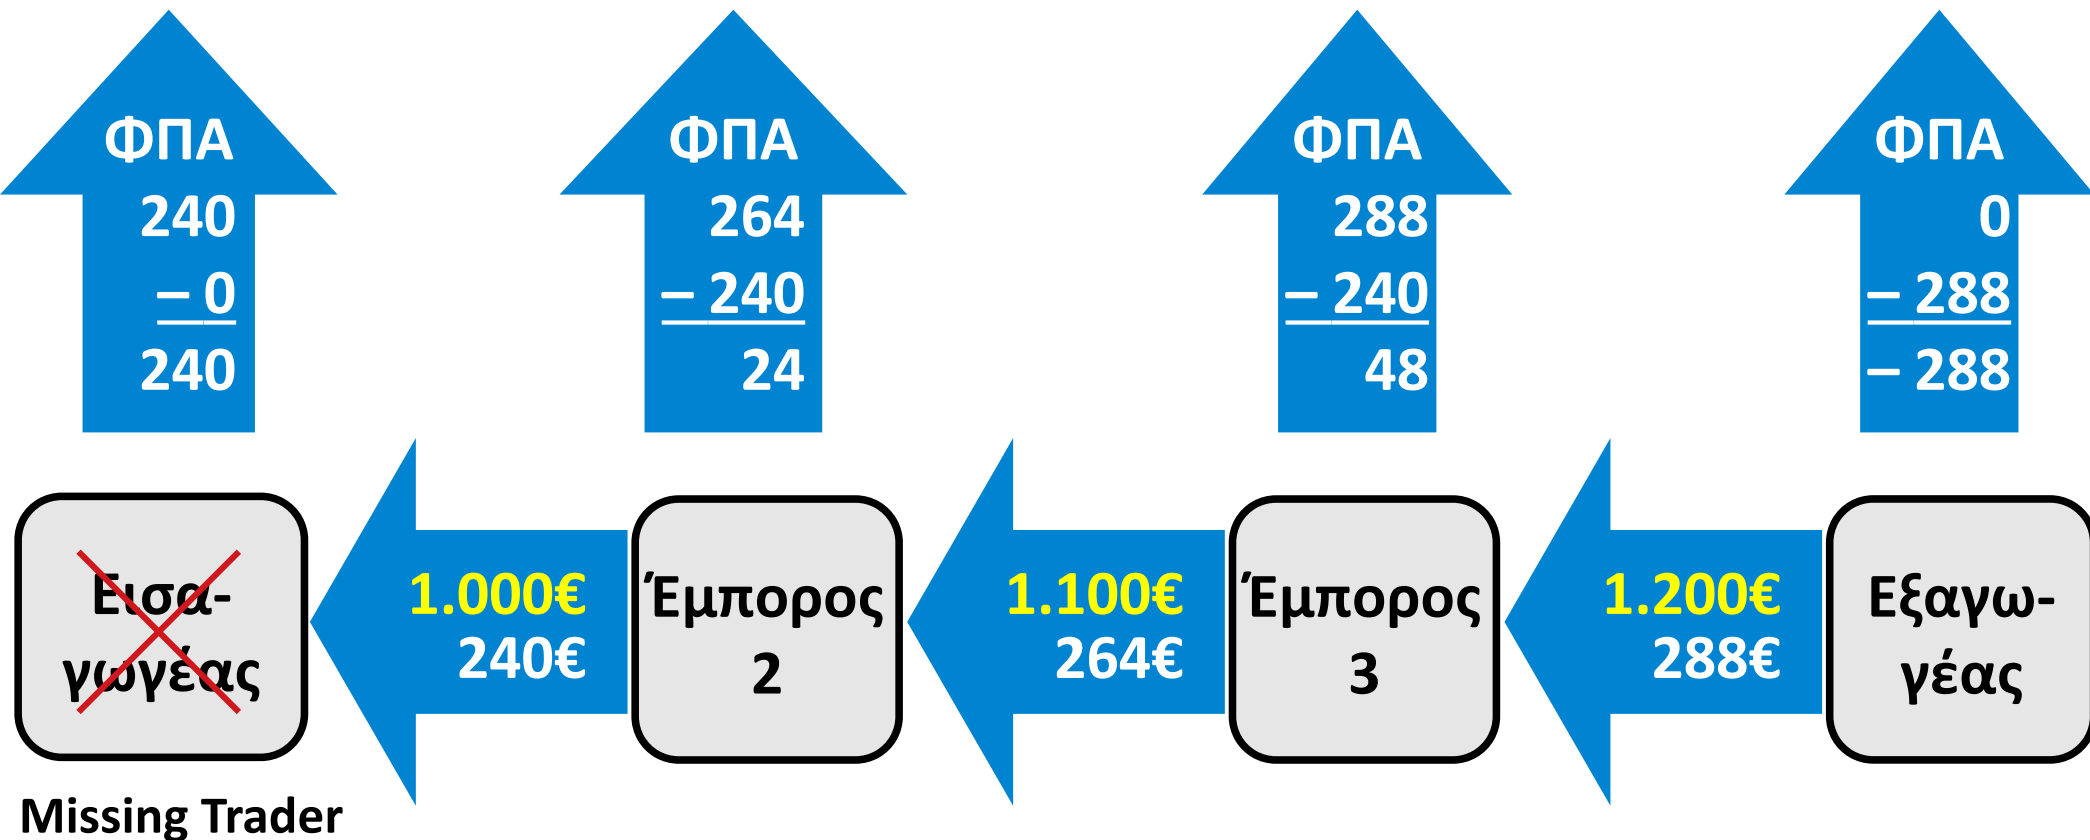 ΦΠΑ
240
– 0
240
ΦΠΑ
264
– 240
24
ΦΠΑ
288
– 240
48
ΦΠΑ
0
– 288
– 288
Εισα-
γωγέας
1.000€
240€
Έμπορος
2
1.100€
264€
Έμπορος
3
1.200€
288€
Εξαγω-
γέας
Missing Trader